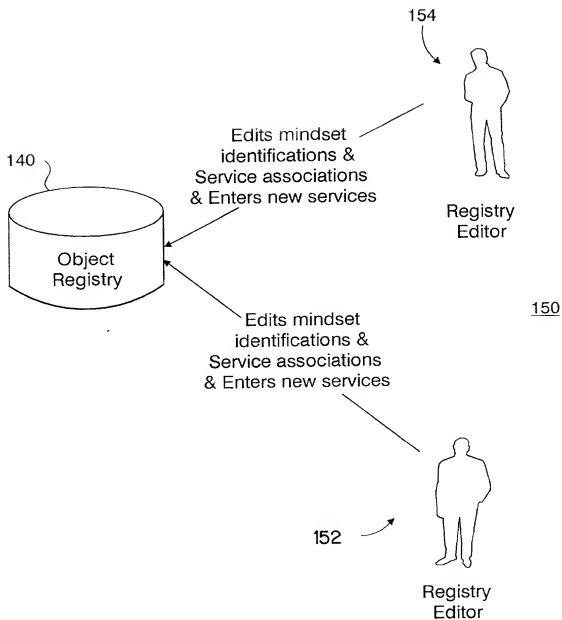 154
Edits mindset
identifications &
Service associations
& Enters new services
140
Registry
Editor
Object
Registry
150
Edits mindset
identifications &
Service associations
& Enters new services
152
Registry
Editor